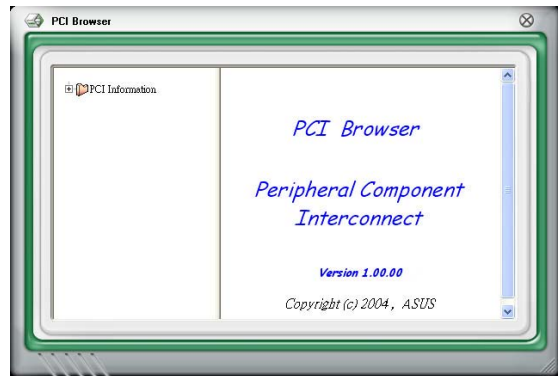 PCI Browser
PCI Information
PCI Browser
Peripheral Component
Interconnect
Version 1.00.00
Copyright (c) 2004 , ASUS